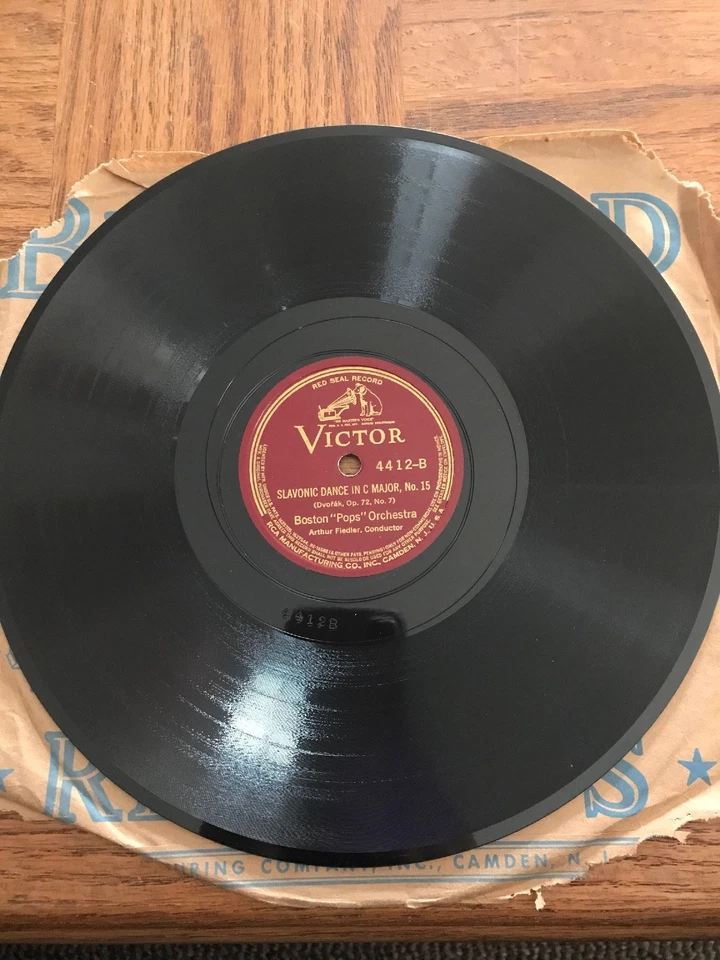 B D
RED SEAL RECORD
"HIS MASTER'S VOICE"
VICTOR
4412-B
SLAVONIC DANCE IN C MAJOR, No. 15
(Dvořák, Op. 72, No. 7)
Boston "Pops" Orchestra
Arthur Fiedler, Conductor
RCA MANUFACTURING CO., INC., CAMDEN, N. J., U. S. A.
4412B
R S
URING COMPANY, INC., CAMDEN, N. J.